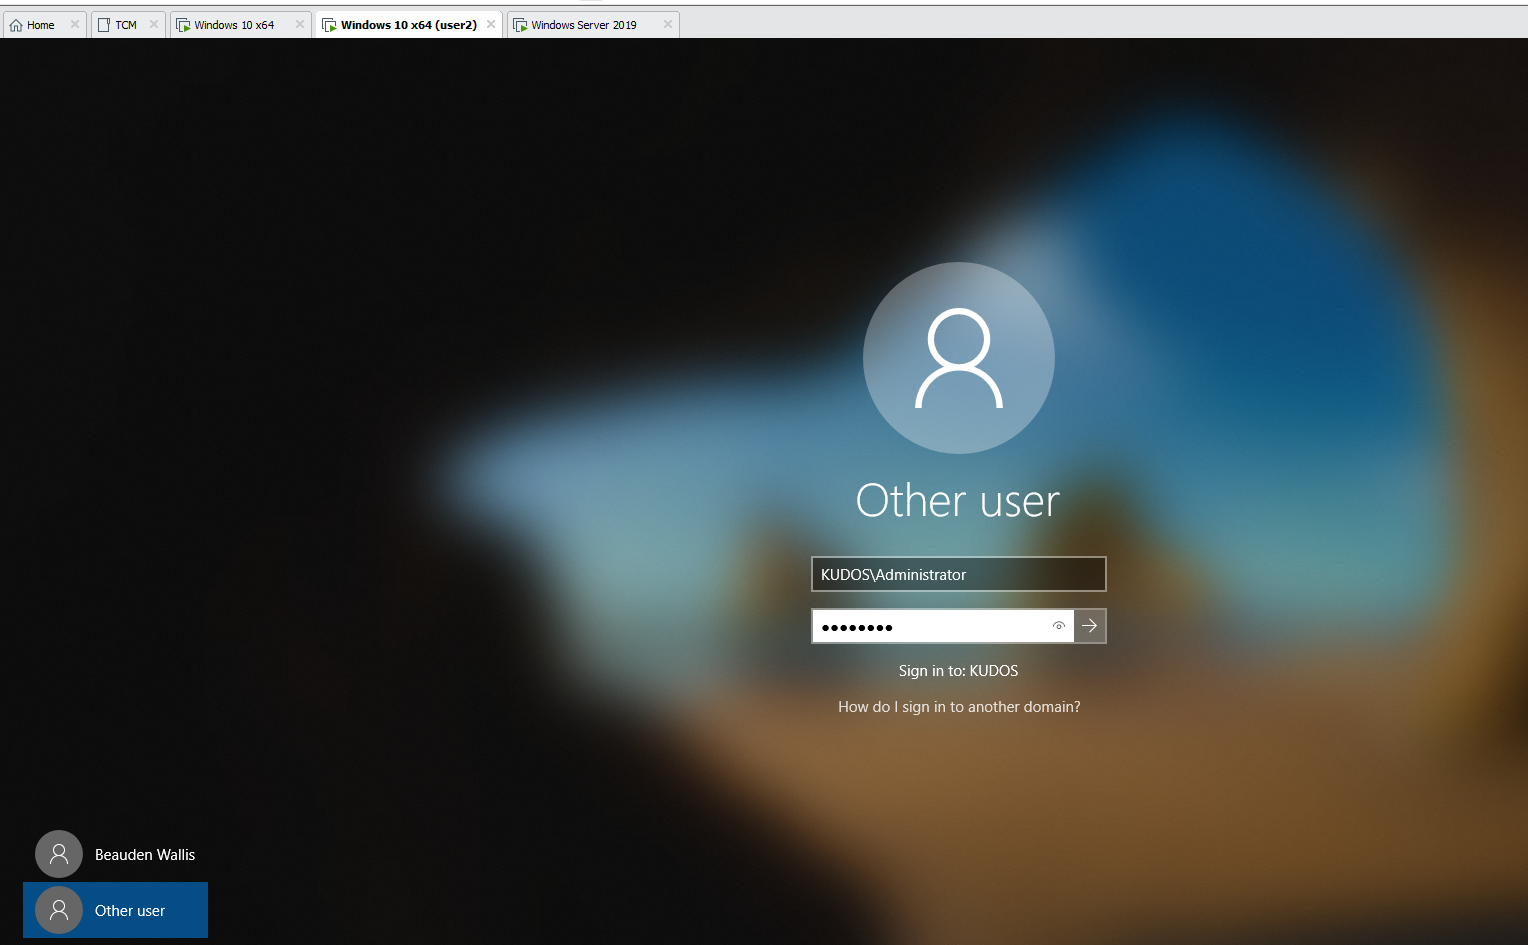 Home
TCM
Windows 10 x64
Windows 10 x64 (user2)
Windows Server 2019
Other user
KUDOS\Administrator
Sign in to: KUDOS
How do I sign in to another domain?
Beauden Wallis
Other user